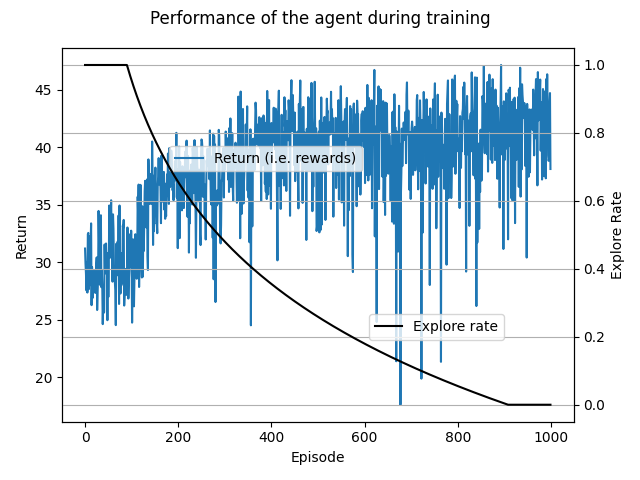 Performance of the agent during training
45
40
35
30
25
20
Return
1.0
0.8
0.6
0.4
0.2
0.0
Explore Rate
Return (i.e. rewards)
Explore rate
0 200 400 600 800 1000
Episode